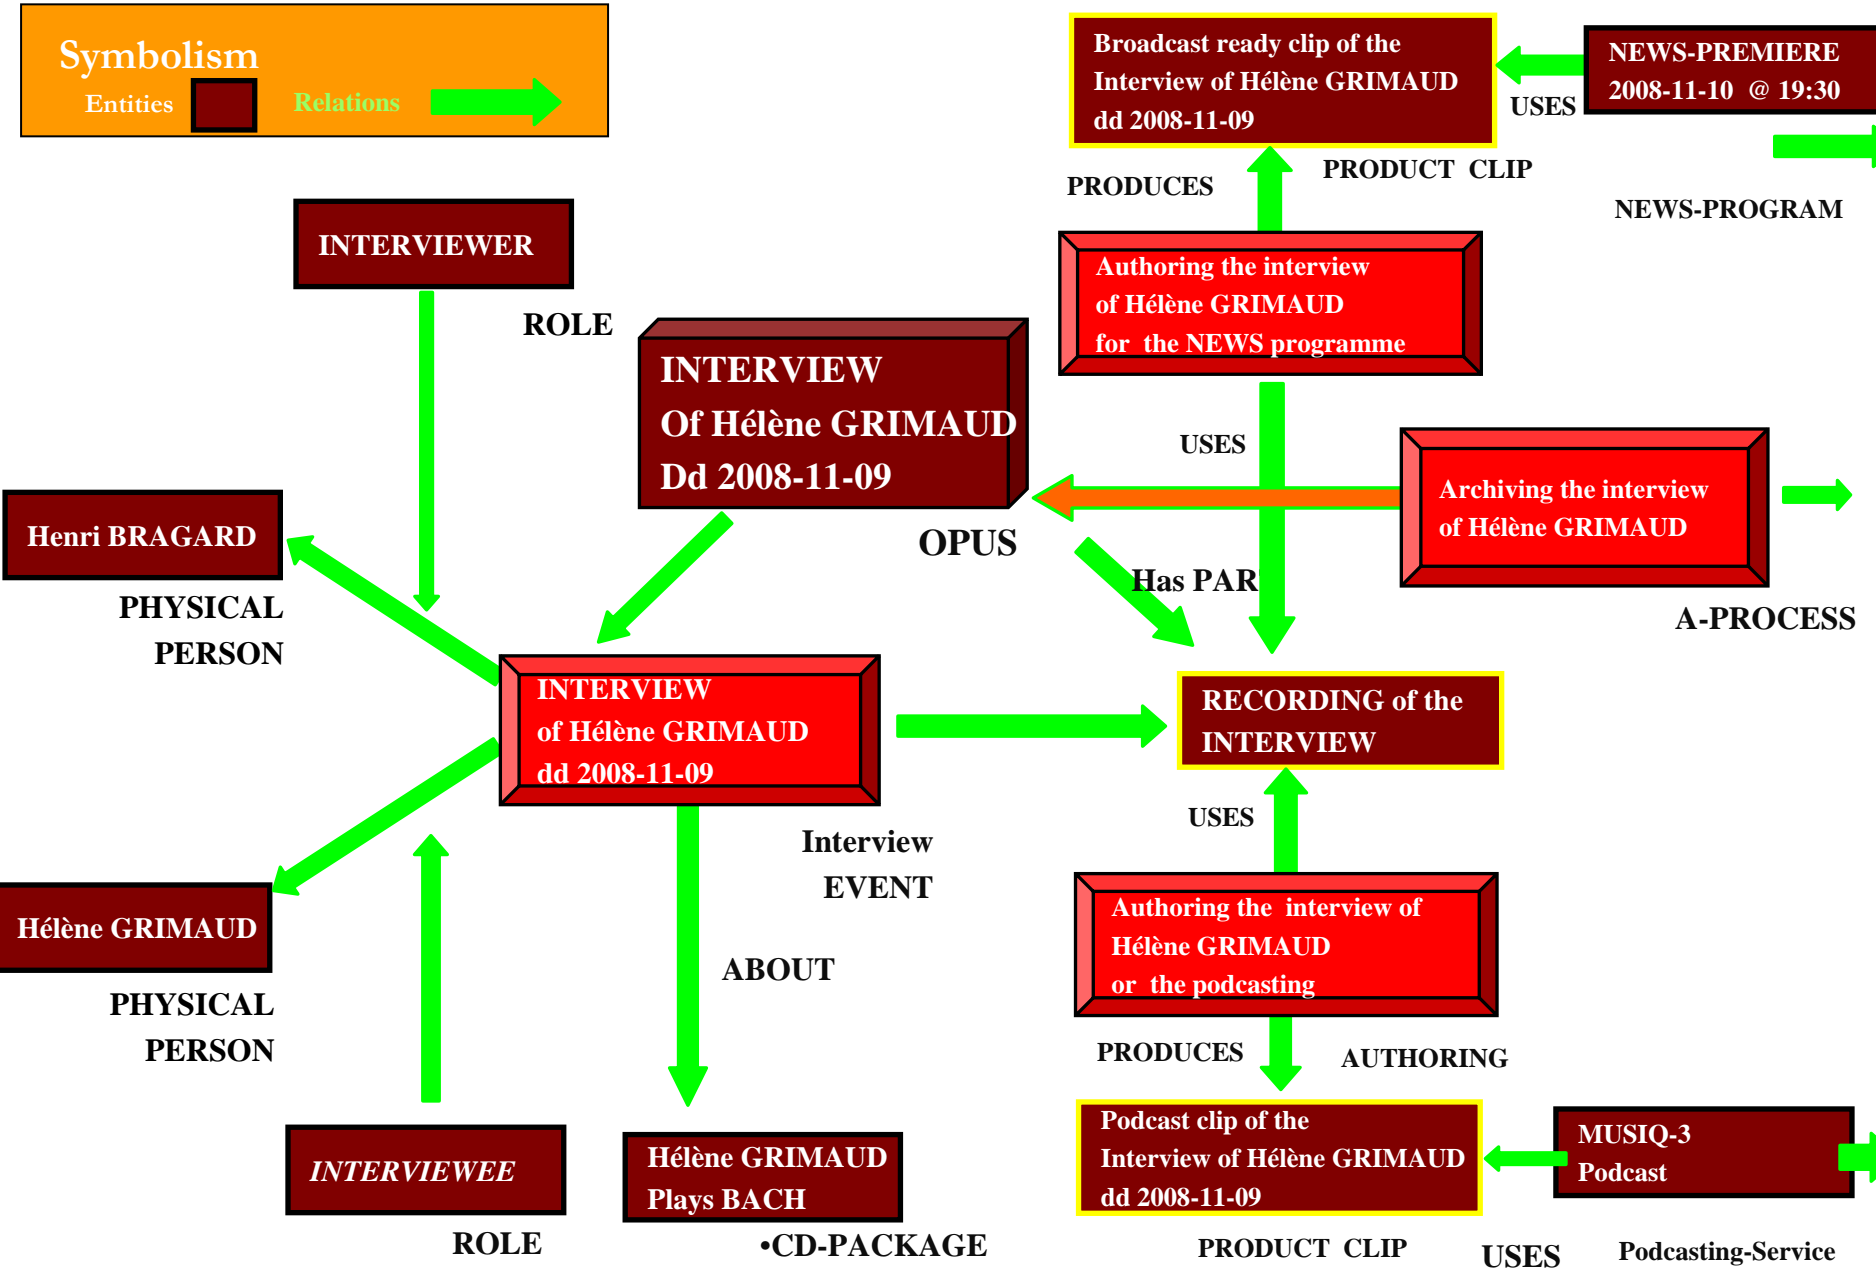 Symbolism
Entities
Relations
Broadcast ready clip of the
Interview of Hélène GRIMAUD
dd 2008-11-09
USES
NEWS-PREMIERE
2008-11-10 @ 19:30
PRODUCES
PRODUCT CLIP
NEWS-PROGRAM
INTERVIEWER
ROLE
Authoring the interview
of Hélène GRIMAUD
for the NEWS programme
INTERVIEW
Of Hélène GRIMAUD
Dd 2008-11-09
OPUS
USES
Archiving the interview
of Hélène GRIMAUD
A-PROCESS
Has PAR
Henri BRAGARD
PHYSICAL
PERSON
INTERVIEW
of Hélène GRIMAUD
dd 2008-11-09
Interview
EVENT
RECORDING of the
INTERVIEW
USES
Hélène GRIMAUD
PHYSICAL
PERSON
ABOUT
Authoring the interview of
Hélène GRIMAUD
or the podcasting
PRODUCES
AUTHORING
INTERVIEWEE
ROLE
Hélène GRIMAUD
Plays BACH
•CD-PACKAGE
Podcast clip of the
Interview of Hélène GRIMAUD
dd 2008-11-09
PRODUCT CLIP
USES
MUSIQ-3
Podcast
Podcasting-Service